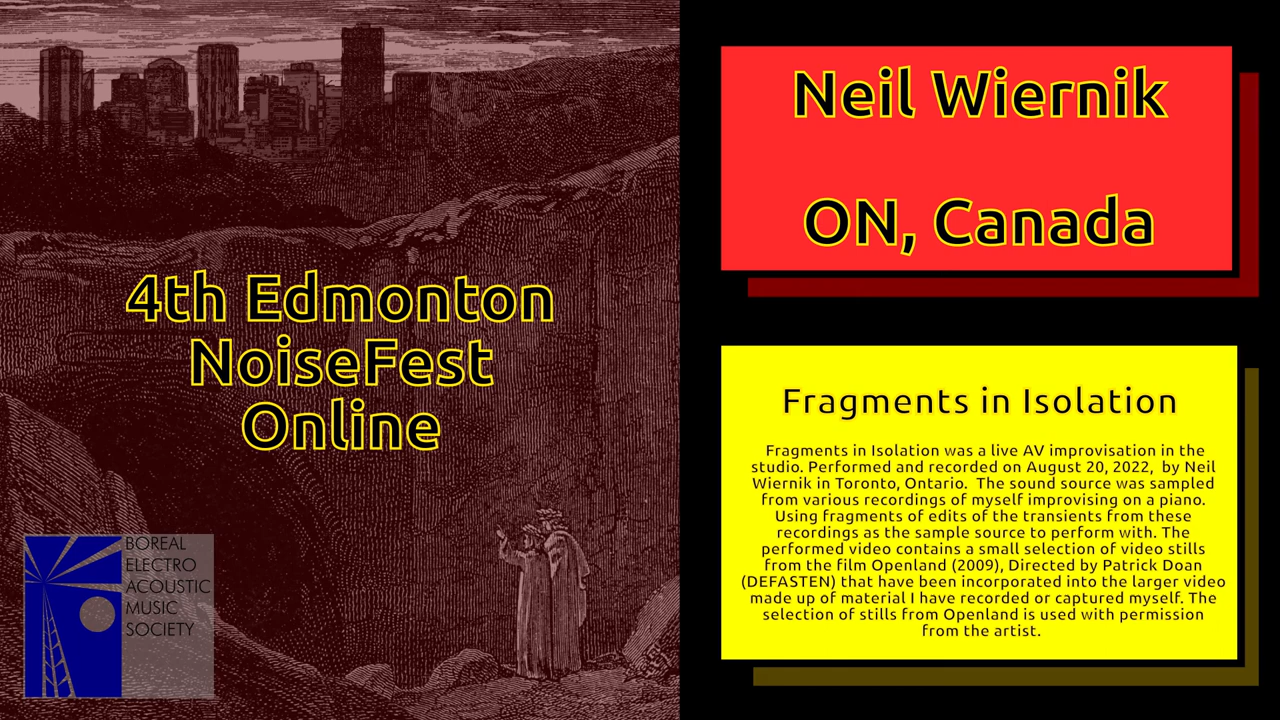 4th Edmonton
NoiseFest
Online
BOREAL
ELECTRO
ACOUSTIC
MUSIC
SOCIETY
Neil Wiernik
ON, Canada
Fragments in Isolation
Fragments in Isolation was a live AV improvisation in the
studio. Performed and recorded on August 20, 2022,  by Neil
Wiernik in Toronto, Ontario.  The sound source was sampled
from various recordings of myself improvising on a piano.
Using fragments of edits of the transients from these
recordings as the sample source to perform with. The
performed video contains a small selection of video stills
from the film Openland (2009), Directed by Patrick Doan
(DEFASTEN) that have been incorporated into the larger video
made up of material I have recorded or captured myself. The
selection of stills from Openland is used with permission
from the artist.